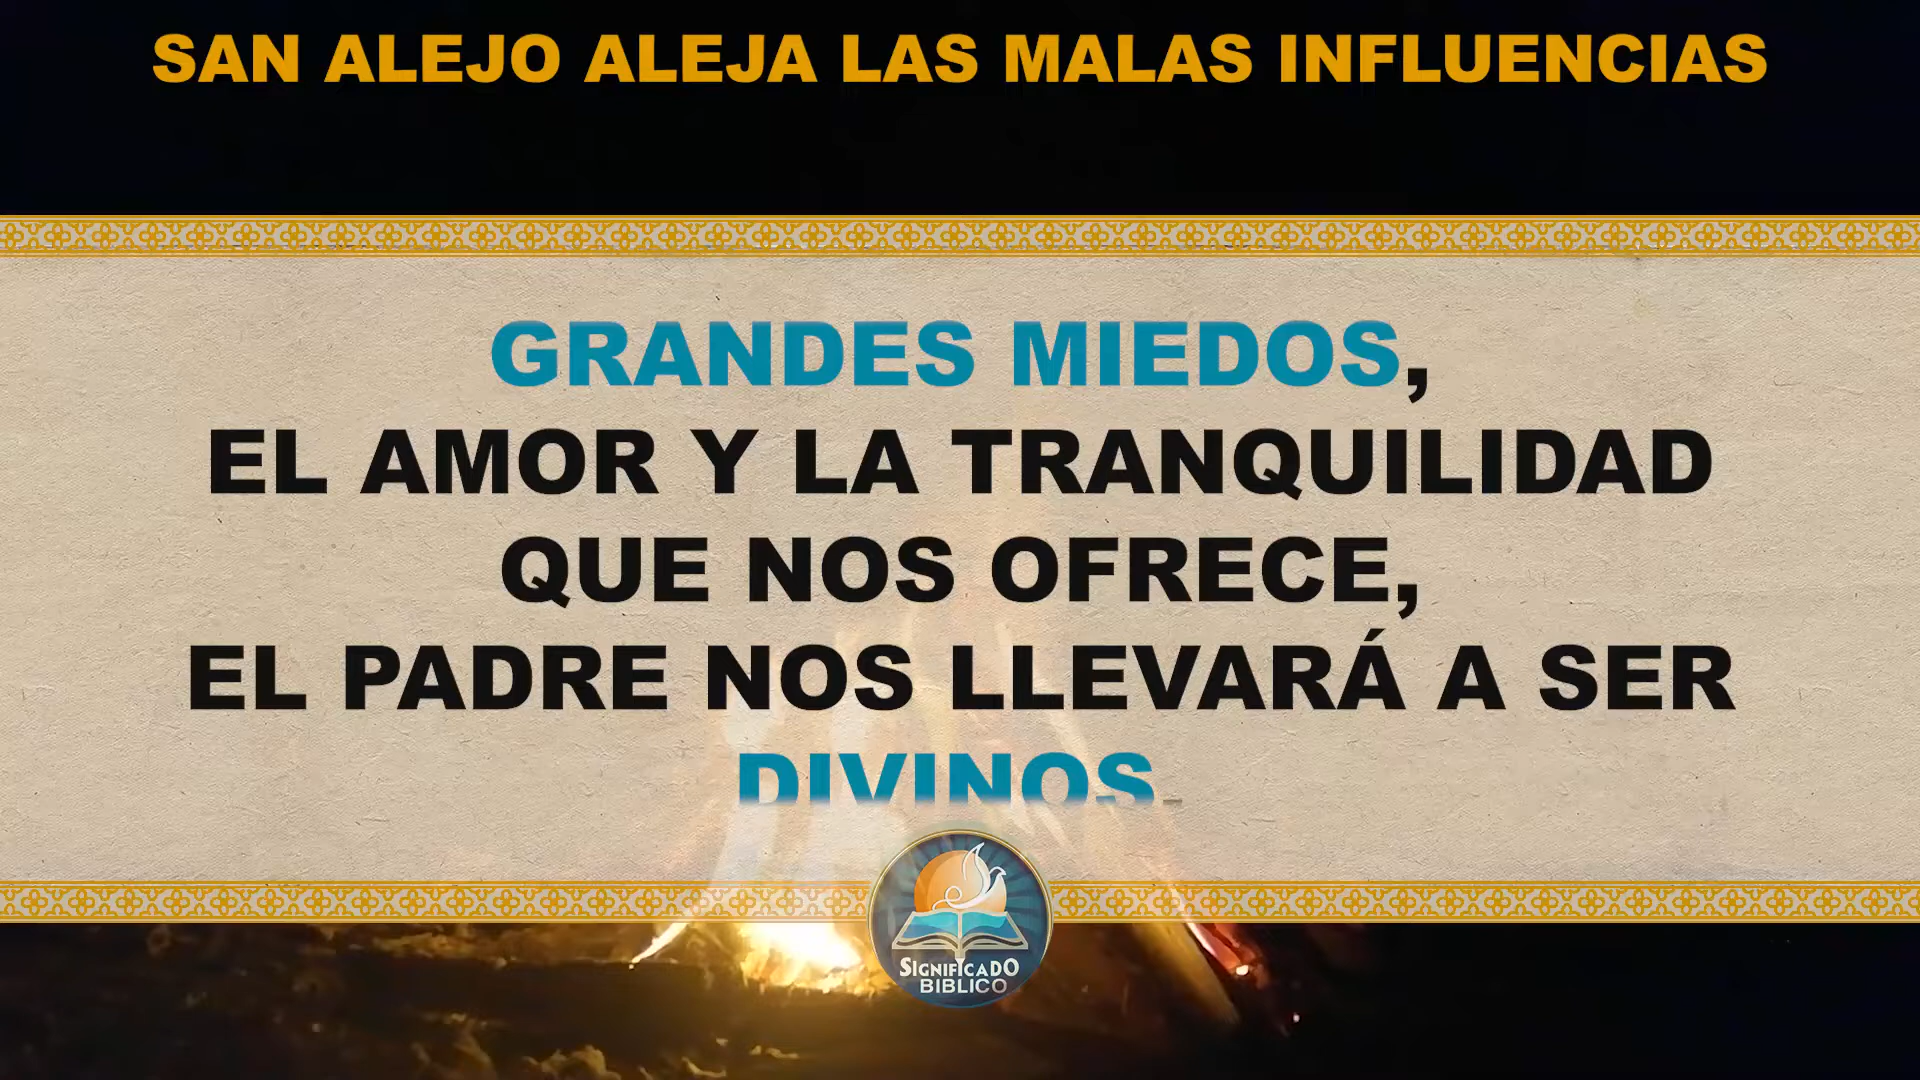 SAN ALEJO ALEJA LAS MALAS INFLUENCIAS
GRANDES MIEDOS,
EL AMOR Y LA TRANQUILIDAD
QUE NOS OFRECE,
EL PADRE NOS LLEVARÁ A SER
DIVINOS.
SIGNIFICADO
BIBLICO